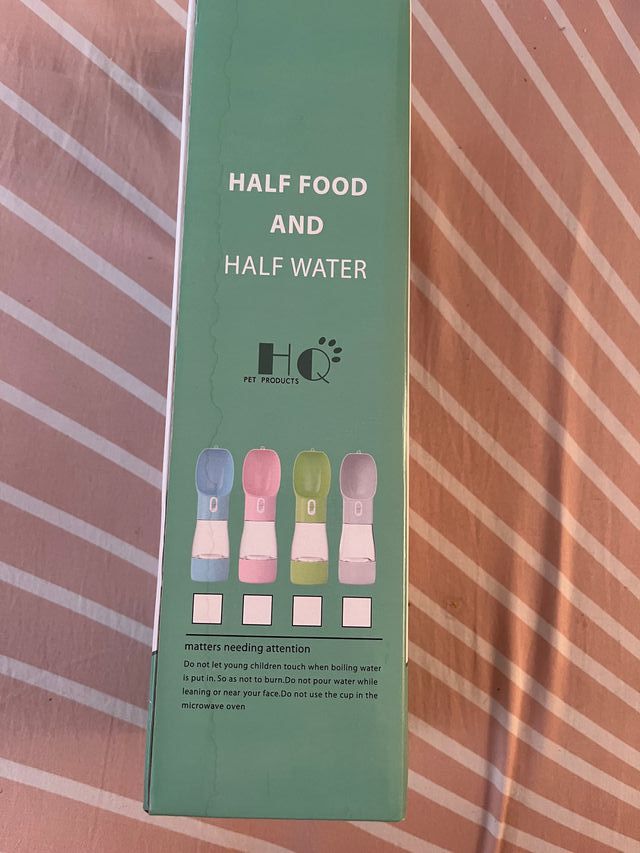 HALF FOOD
AND
HALF WATER
HQ
PET PRODUCTS
matters needing attention
Do not let young children touch when boiling water
is put in. So as not to burn.Do not pour water while
leaning or near your face.Do not use the cup in the
microwave oven